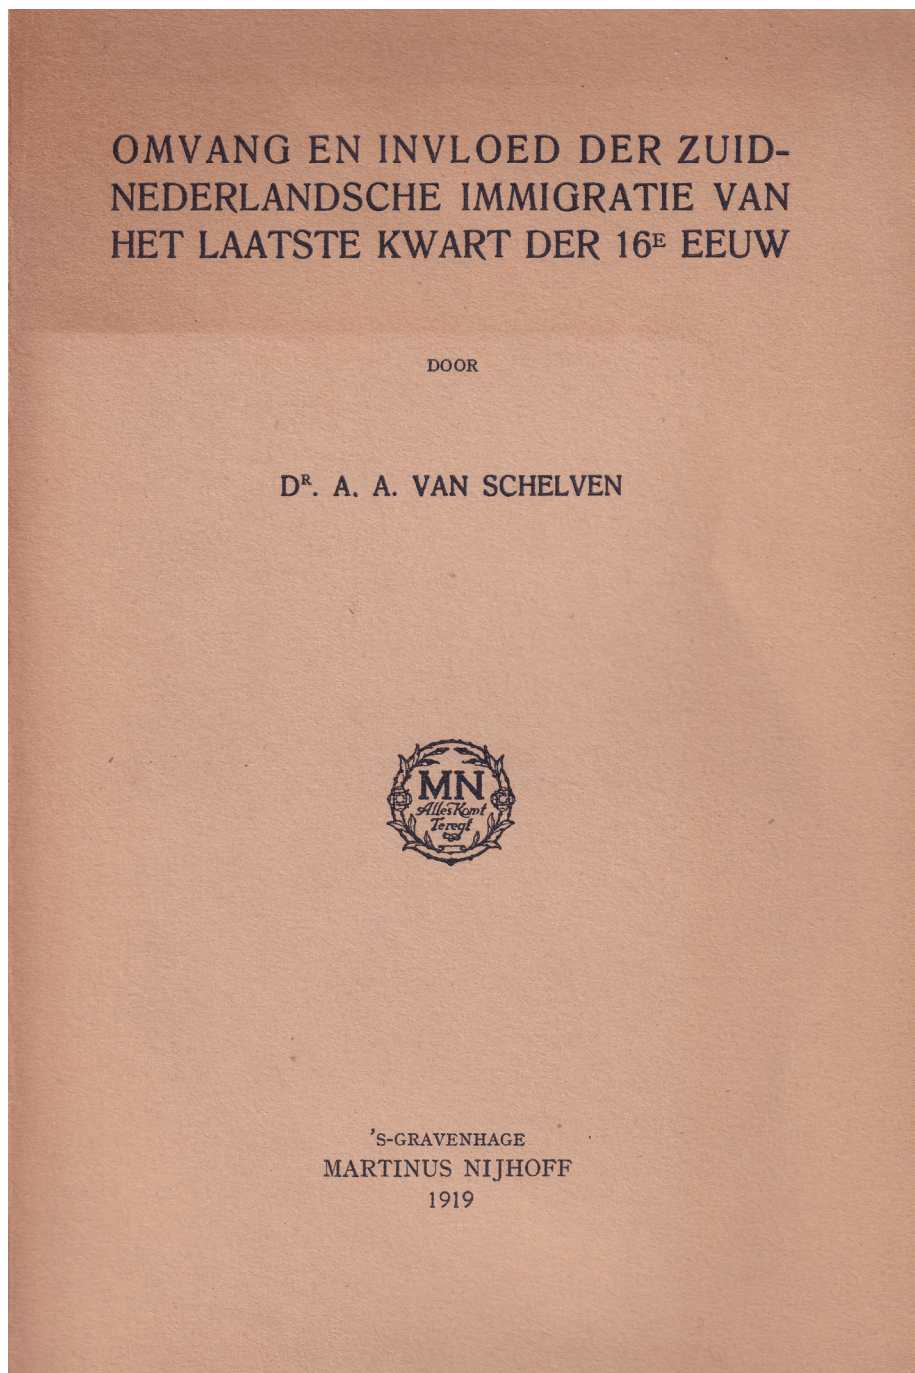 OMVANG EN INVLOED DER ZUID-
NEDERLANDSCHE IMMIGRATIE VAN
HET LAATSTE KWART DER 16ᴱ EEUW
DOOR
Dᴿ. A. A. VAN SCHELVEN
MN
Alles Komt
Teregt
'S-GRAVENHAGE
MARTINUS NIJHOFF
1919